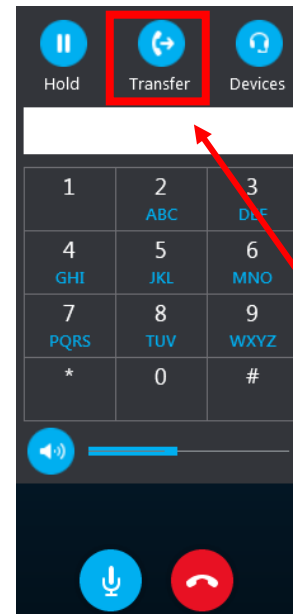 Hold Transfer Devices
1 2 3
ABC DEF
4 5 6
GHI JKL MNO
7 8 9
PQRS TUV WXYZ
* 0 #